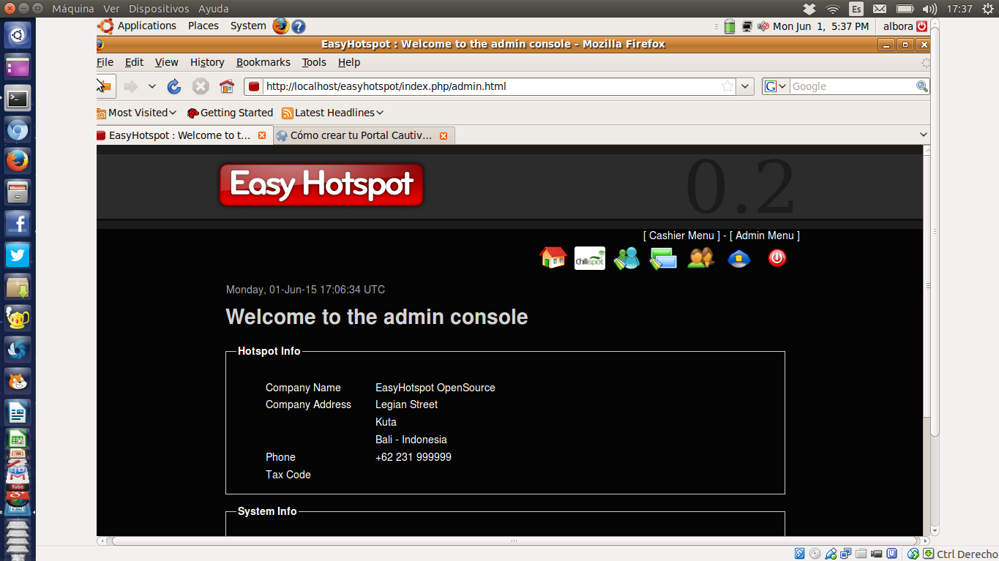 Máquina Ver Dispositivos Ayuda
Es
17:37
Applications Places System
Mon Jun 1, 5:37 PM albora
EasyHotspot : Welcome to the admin console - Mozilla Firefox
File Edit View History Bookmarks Tools Help
http://localhost/easyhotspot/index.php/admin.html
G Google
Most Visited Getting Started Latest Headlines
EasyHotspot : Welcome to t... Cómo crear tu Portal Cautiv...
Easy Hotspot
0.2
[ Cashier Menu ] - [ Admin Menu ]
Chillispot
Monday, 01-Jun-15 17:06:34 UTC
Welcome to the admin console
Hotspot Info
Company Name EasyHotspot OpenSource
Company Address Legian Street
Kuta
Bali - Indonesia
Phone +62 231 999999
Tax Code
System Info
Tube
Ctrl Derecho